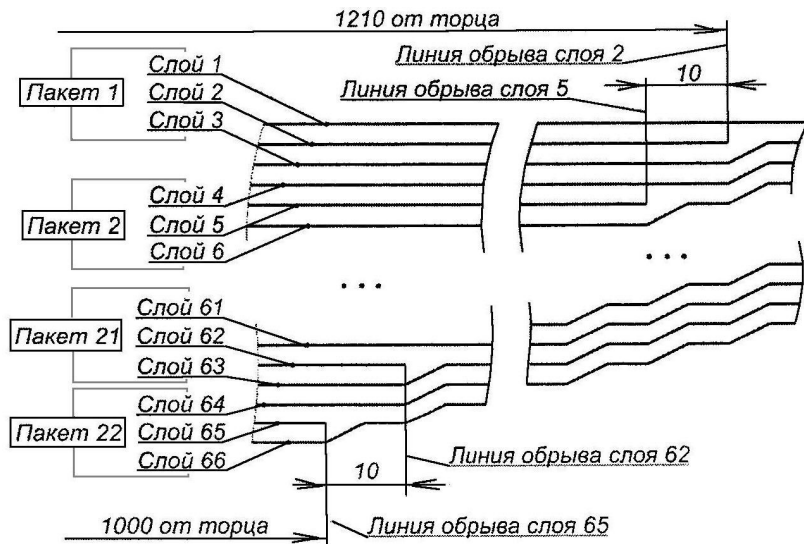 1210 от торца
Линия обрыва слоя 2
Линия обрыва слоя 5
10
Пакет 1
Слой 1
Слой 2
Слой 3
Пакет 2
Слой 4
Слой 5
Слой 6
...
...
Пакет 21
Слой 61
Слой 62
Слой 63
Пакет 22
Слой 64
Слой 65
Слой 66
10
Линия обрыва слоя 62
1000 от торца
Линия обрыва слоя 65